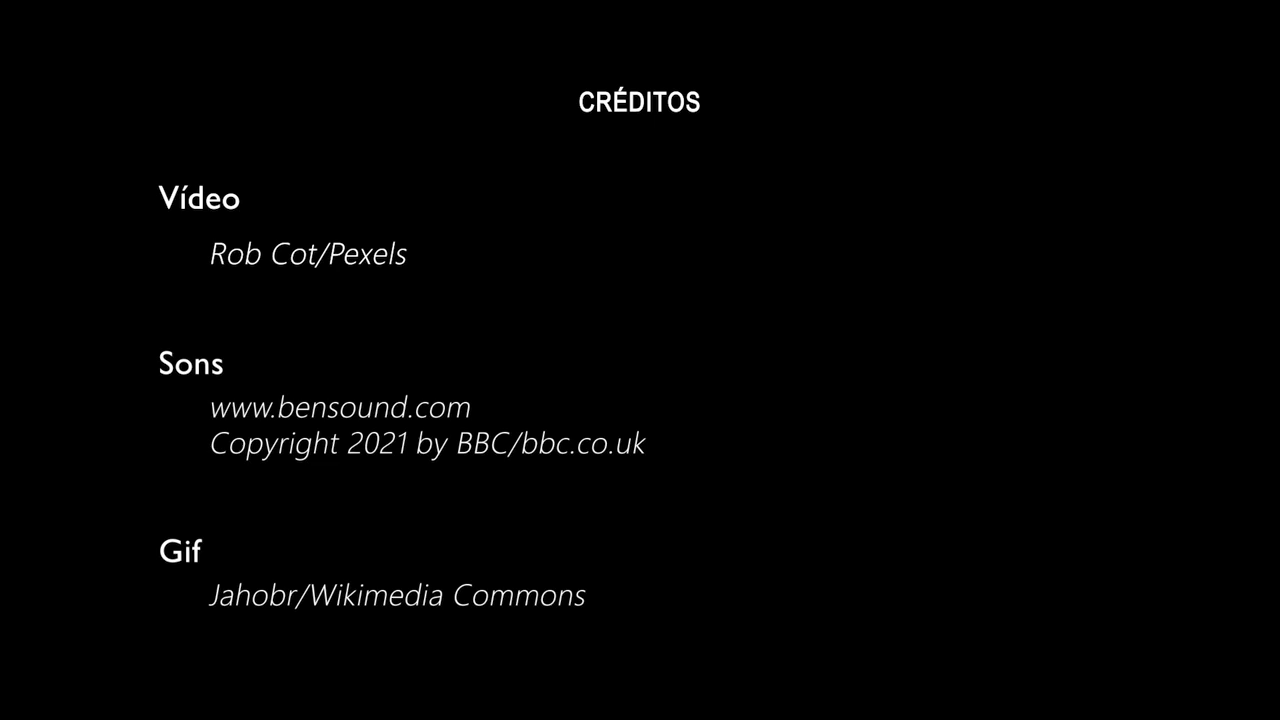 CRÉDITOS
Vídeo
Rob Cot/Pexels
Sons
www.bensound.com
Copyright 2021 by BBC/bbc.co.uk
Gif
Jahobr/Wikimedia Commons